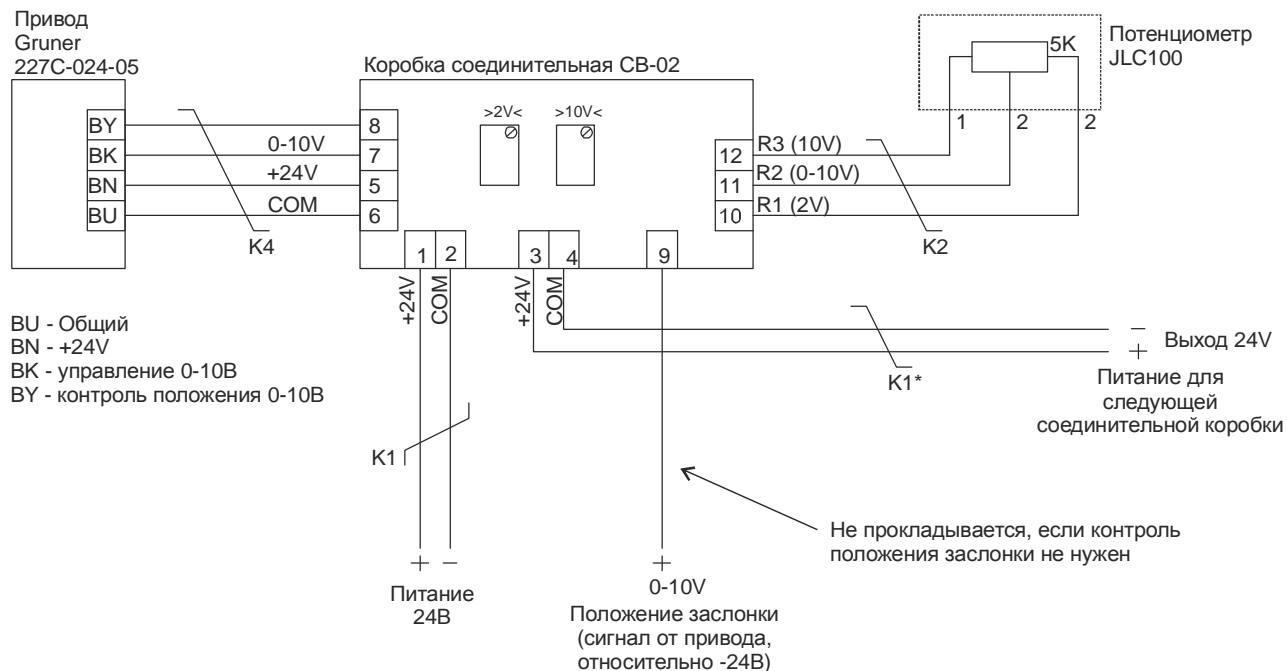 Привод
Gruner
227C-024-05
Коробка соединительная СВ-02
Потенциометр
JLC100
5K
>2V< >10V<
1 2 2
BY 8
BK 0-10V 7
BN +24V 5
BU COM 6
K4
12 R3 (10V)
11 R2 (0-10V)
10 R1 (2V)
K2
1 2 3 4 9
+24V COM +24V COM
BU - Общий
BN - +24V
BK - управление 0-10В
BY - контроль положения 0-10В
− Выход 24V
+
K1*
Питание для
следующей
соединительной коробки
K1
Не прокладывается, если контроль
положения заслонки не нужен
+ −
Питание
24В
+
0-10V
Положение заслонки
(сигнал от привода,
относительно -24В)